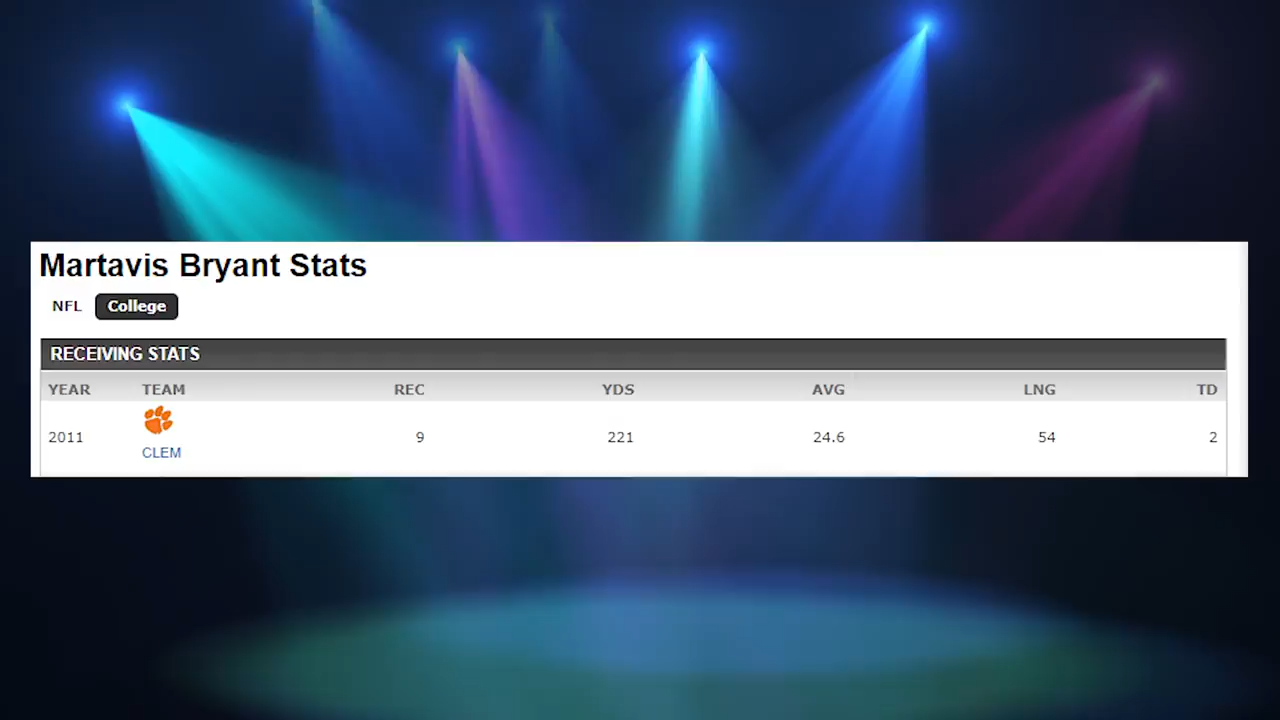 Martavis Bryant Stats
NFL College
RECEIVING STATS
YEAR TEAM REC YDS AVG LNG TD
2011 CLEM 9 221 24.6 54 2